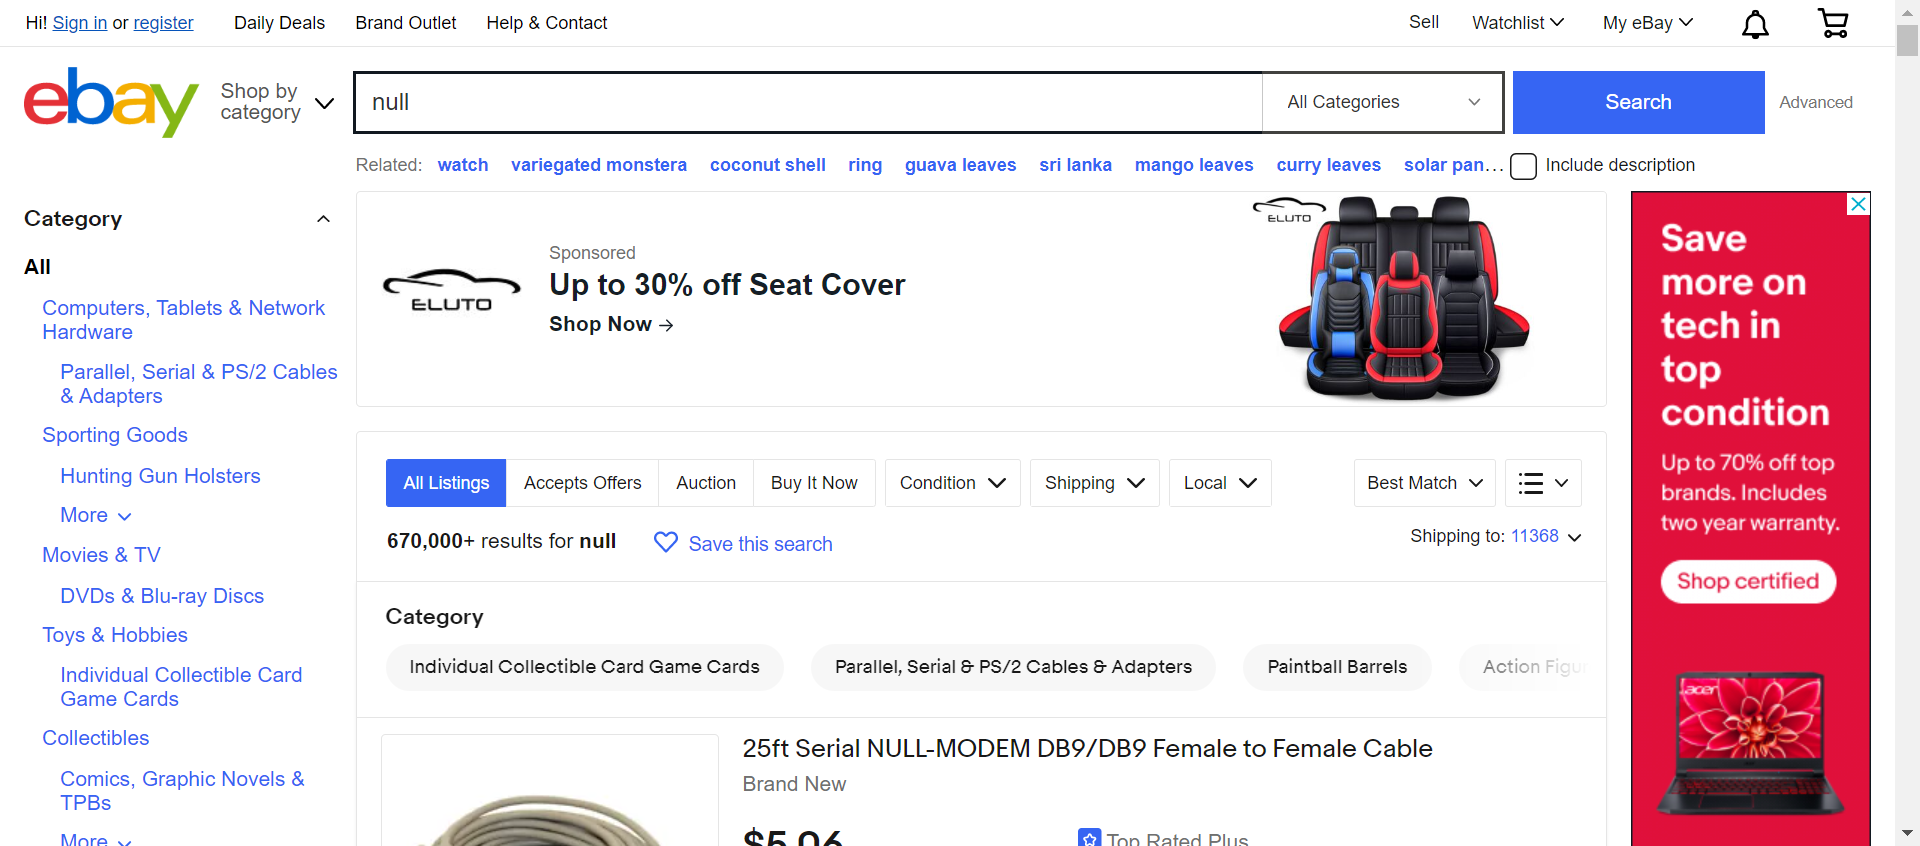 Hi! Sign in or register
Daily Deals
Brand Outlet
Help & Contact
Sell
Watchlist
My eBay
ebay
Shop by
category
null
All Categories
Search
Advanced
Related:
watch
variegated monstera
coconut shell
ring
guava leaves
sri lanka
mango leaves
curry leaves
solar pan...
Include description
Category
All
Computers, Tablets & Network
Hardware
Parallel, Serial & PS/2 Cables
& Adapters
Sporting Goods
Hunting Gun Holsters
More
Movies & TV
DVDs & Blu-ray Discs
Toys & Hobbies
Individual Collectible Card
Game Cards
Collectibles
Comics, Graphic Novels &
TPBs
More
ELUTO
Sponsored
Up to 30% off Seat Cover
Shop Now →
ELUTO
All Listings
Accepts Offers
Auction
Buy It Now
Condition
Shipping
Local
Best Match
670,000+ results for null
Save this search
Shipping to: 11368
Category
Individual Collectible Card Game Cards
Parallel, Serial & PS/2 Cables & Adapters
Paintball Barrels
Action Figu
25ft Serial NULL-MODEM DB9/DB9 Female to Female Cable
Brand New
$5.06
Top Rated Plus
Save
more on
tech in
top
condition
Up to 70% off top
brands. Includes
two year warranty.
Shop certified
acer